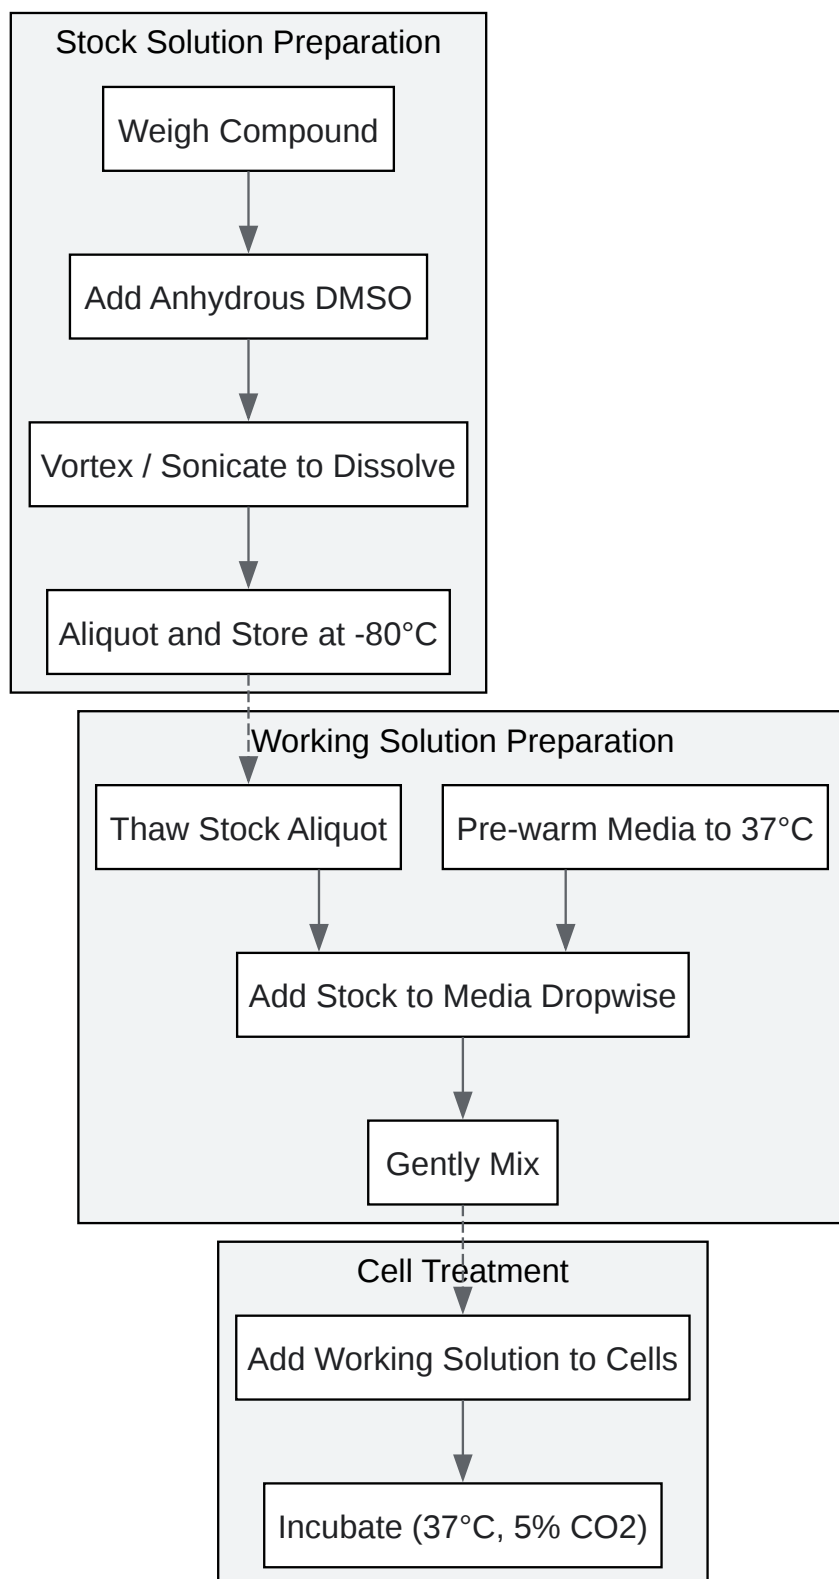 Stock Solution Preparation
Weigh Compound
Add Anhydrous DMSO
Vortex / Sonicate to Dissolve
Aliquot and Store at -80°C
Working Solution Preparation
Thaw Stock Aliquot
Pre-warm Media to 37°C
Add Stock to Media Dropwise
Gently Mix
Cell Treatment
Add Working Solution to Cells
Incubate (37°C, 5% CO2)